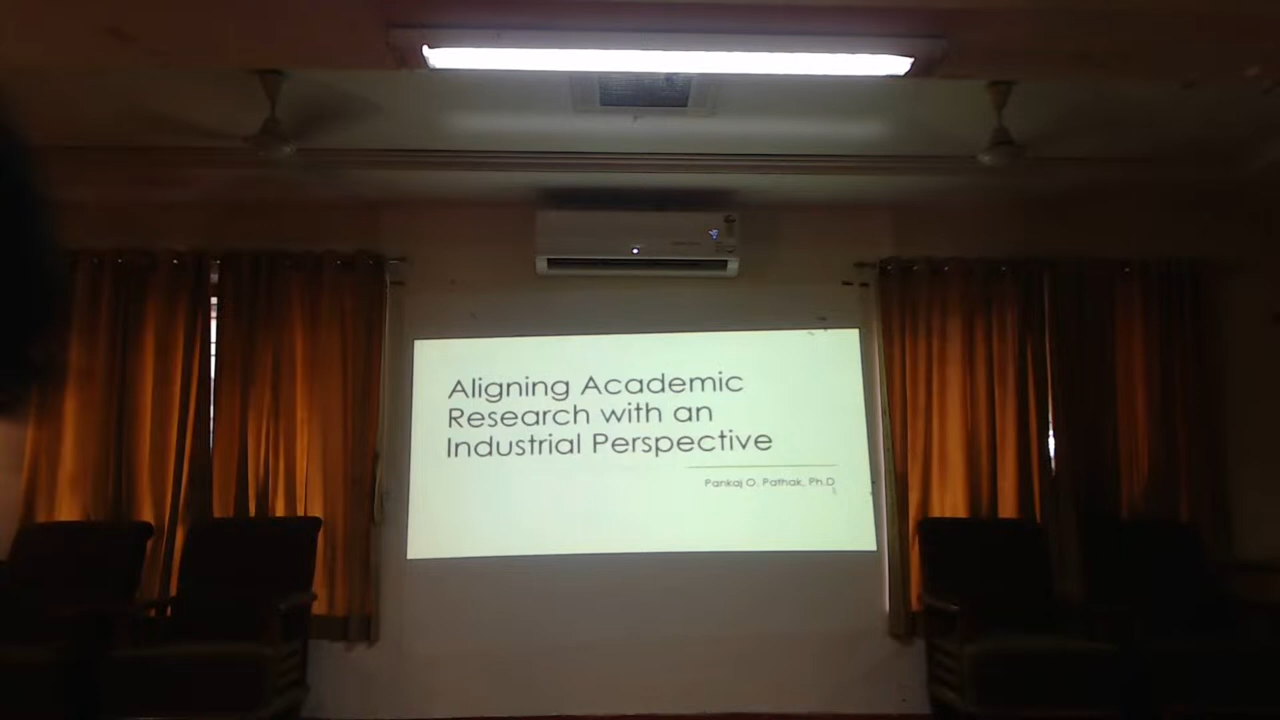 Aligning Academic
Research with an
Industrial Perspective
Pankaj O. Pathak, Ph.D